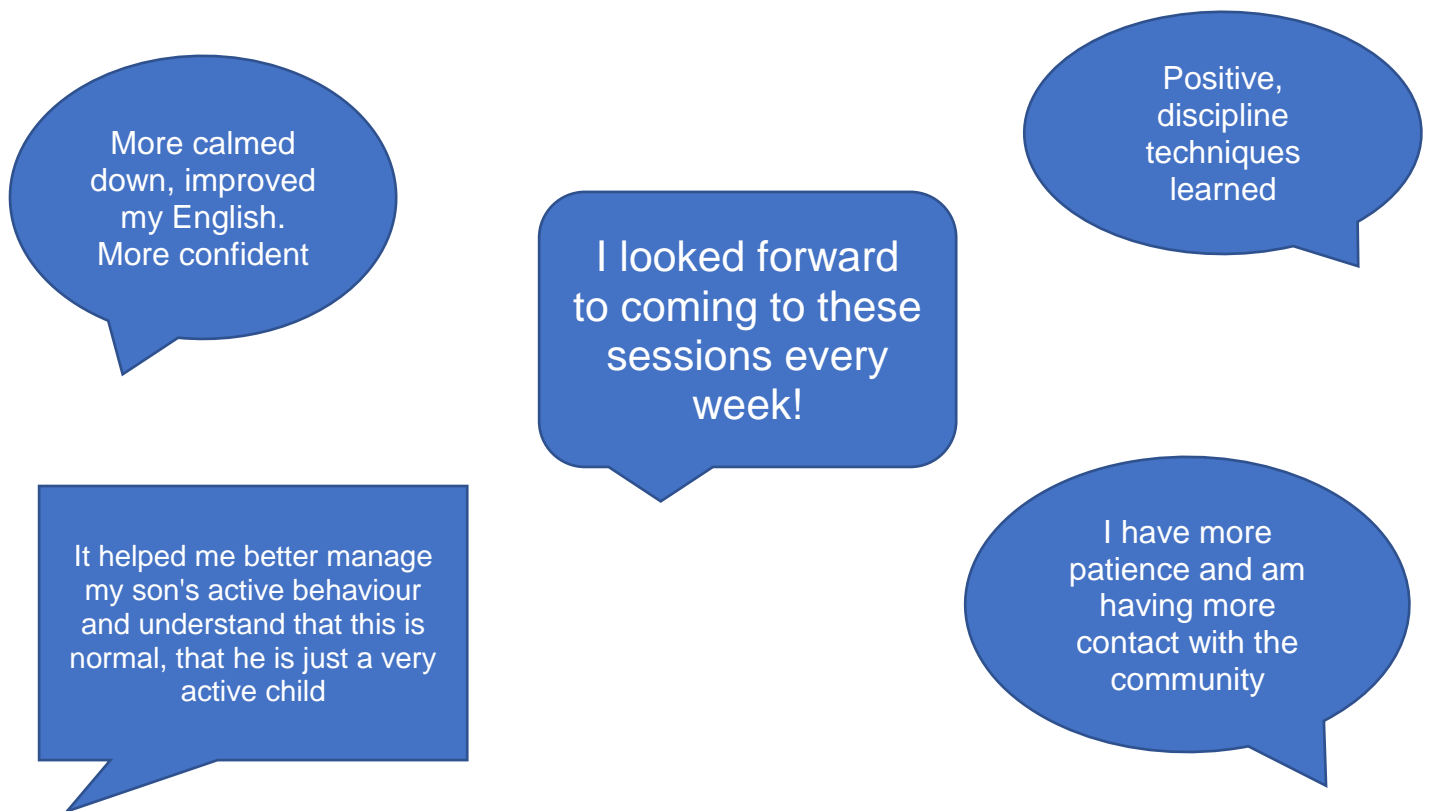 More calmed
down, improved
my English.
More confident
Positive,
discipline
techniques
learned
I looked forward
to coming to these
sessions every
week!
It helped me better manage
my son's active behaviour
and understand that this is
normal, that he is just a very
active child
I have more
patience and am
having more
contact with the
community